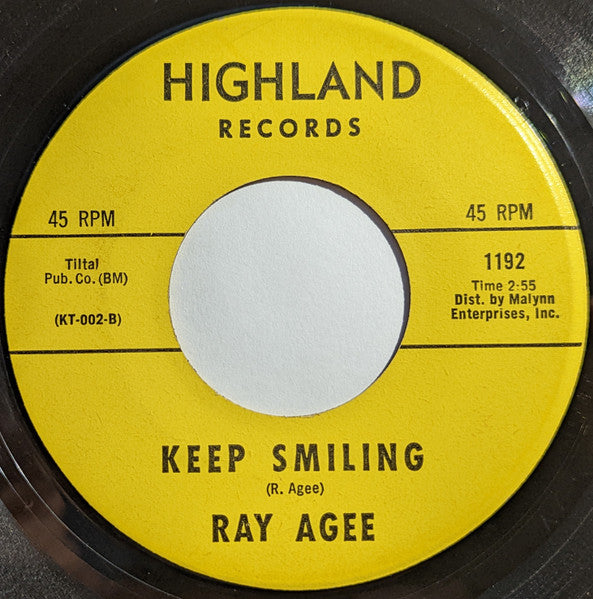 HIGHLAND
RECORDS
45 RPM
45 RPM
Tiltal
Pub. Co. (BM)
(KT-002-B)
1192
Time 2:55
Dist. by Malynn
Enterprises, Inc.
KEEP SMILING
(R. Agee)
RAY AGEE